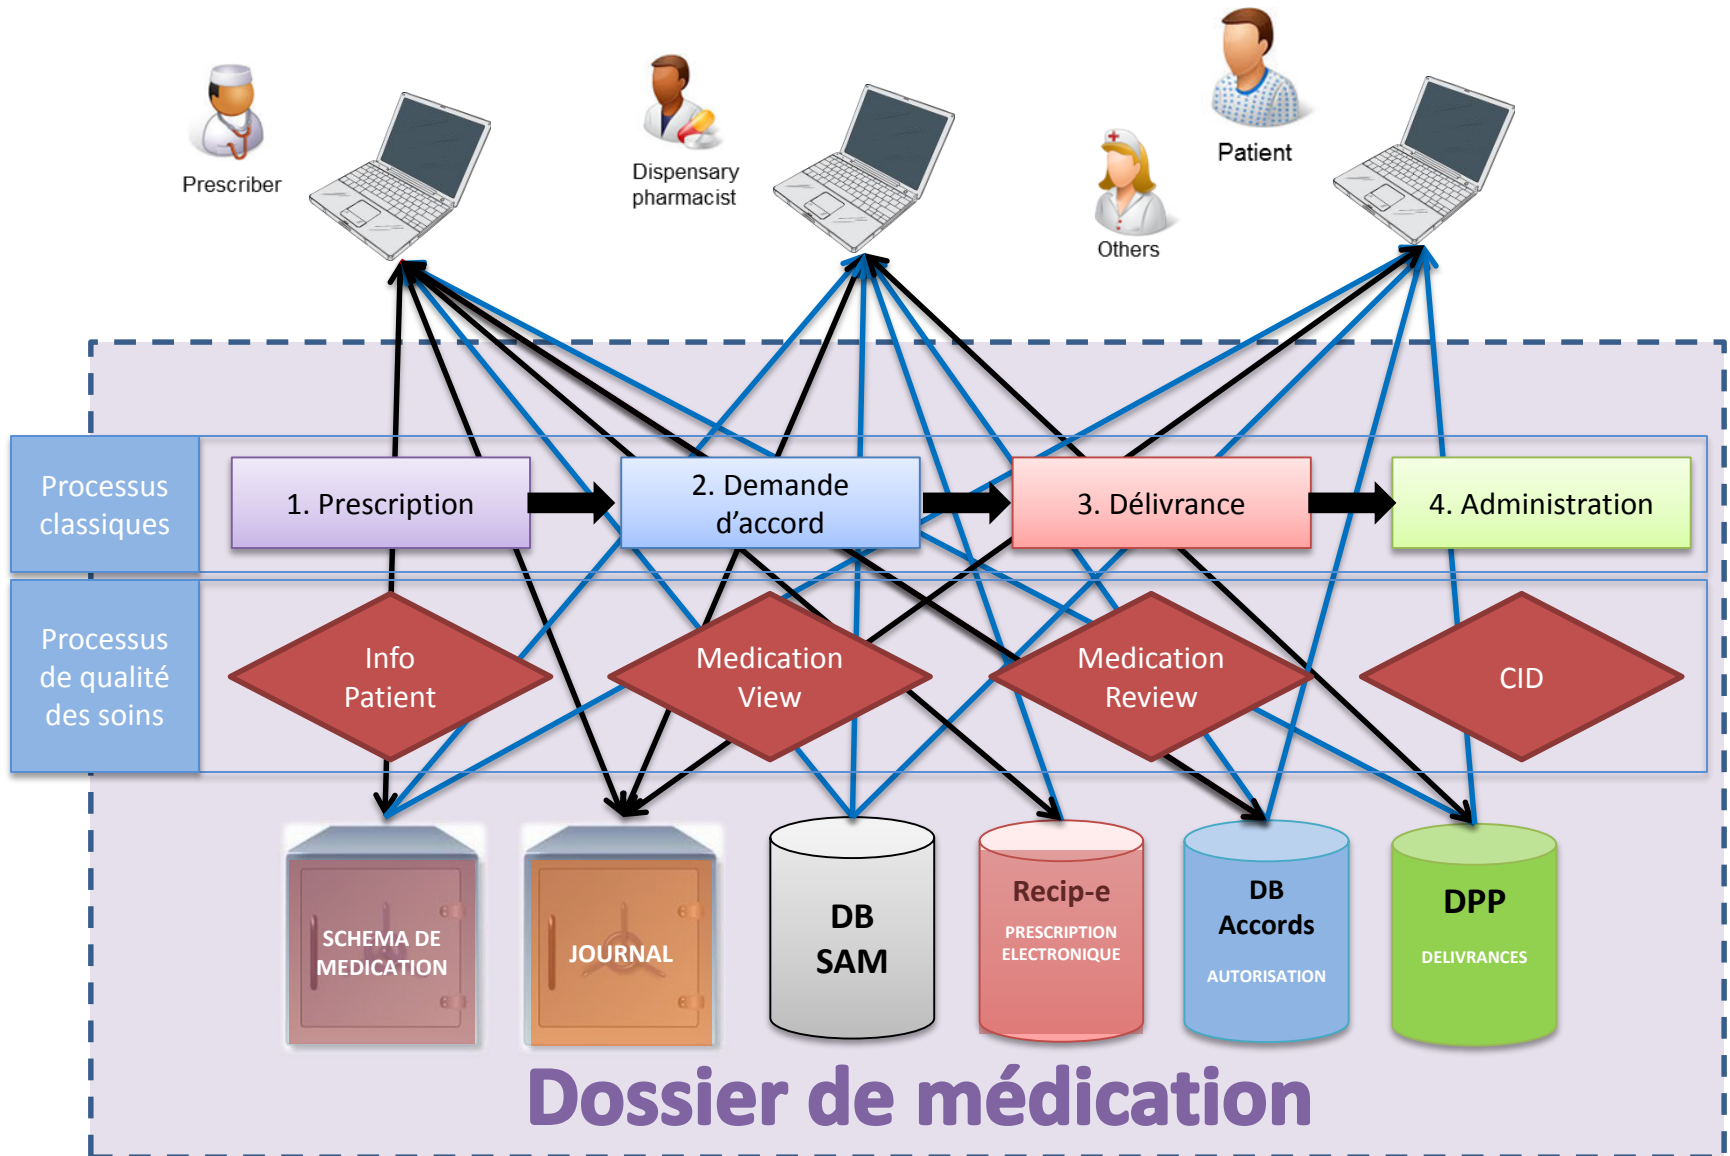 Prescriber
Dispensary
pharmacist
Others
Patient
Processus
classiques
1. Prescription
2. Demande
d’accord
3. Délivrance
4. Administration
Processus
de qualité
des soins
Info
Patient
Medication
View
Medication
Review
CID
SCHEMA DE
MEDICATION
JOURNAL
DB
SAM
Recip-e
PRESCRIPTION
ELECTRONIQUE
DB
Accords
AUTORISATION
DPP
DELIVRANCES
Dossier de médication